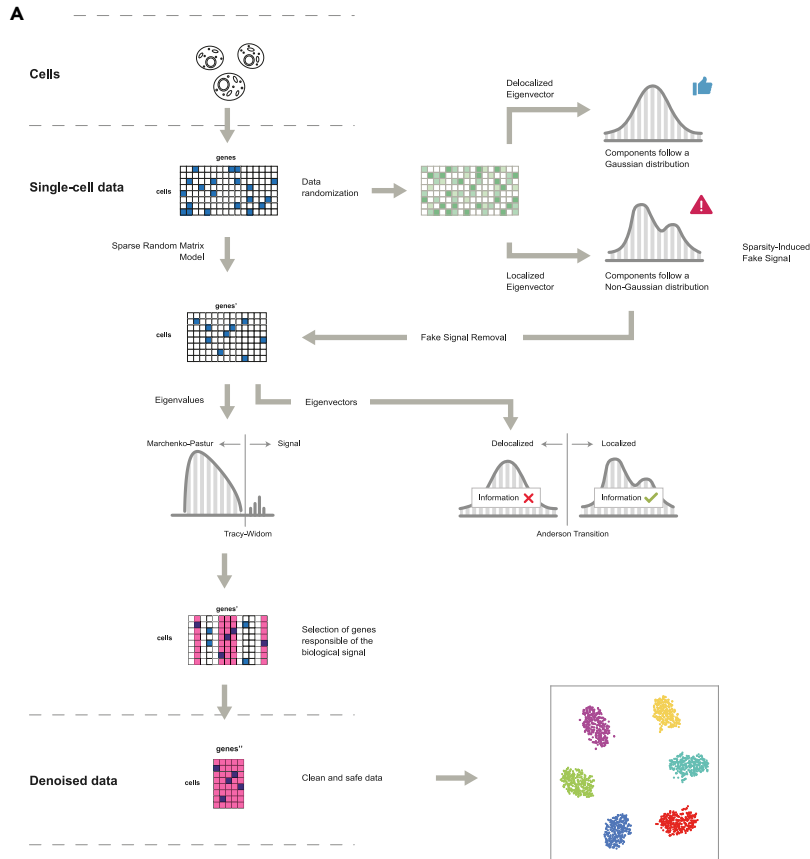 A
Cells
Delocalized
Eigenvector
Components follow a
Gaussian distribution
genes
Single-cell data
cells
Data
randomization
Sparse Random Matrix
Model
Localized
Eigenvector
Components follow a
Non-Gaussian distribution
Sparsity-Induced
Fake Signal
genes'
cells
Fake Signal Removal
Eigenvalues
Eigenvectors
Marchenko-Pastur
Signal
Tracy-Widom
Delocalized
Localized
Information
Information
Anderson Transition
genes'
cells
Selection of genes
responsible of the
biological signal
genes''
Denoised data
cells
Clean and safe data